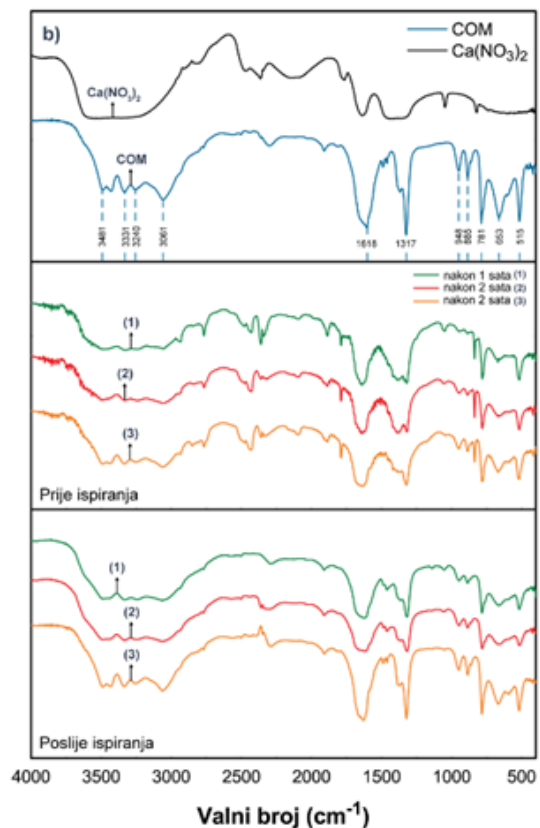 b)
COM
Ca(NO3)2
Ca(NO3)2
COM
3481
3331
3240
3061
1618
1317
948
885
781
653
515
nakon 1 sata (1)
nakon 2 sata (2)
nakon 2 sata (3)
(1)
(2)
(3)
Prije ispiranja
(1)
(2)
(3)
Poslije ispiranja
4000 3500 3000 2500 2000 1500 1000 500
Valni broj (cm-1)